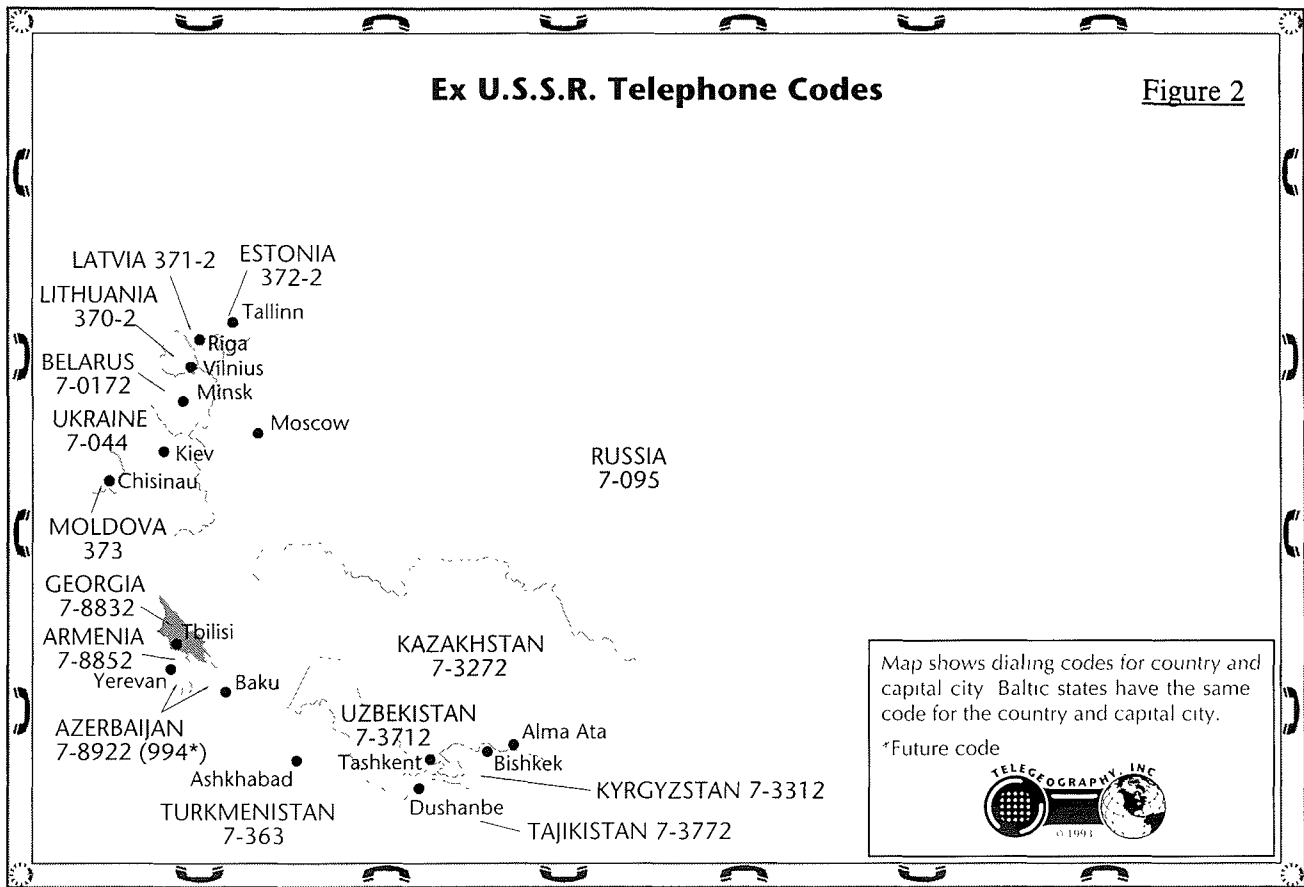 Ex U.S.S.R. Telephone Codes
Figure 2
LATVIA 371-2
ESTONIA
372-2
LITHUANIA
370-2
Tallinn
Riga
BELARUS
7-0172
Vilnius
Minsk
UKRAINE
7-044
Moscow
Kiev
RUSSIA
7-095
Chisinau
MOLDOVA
373
GEORGIA
7-8832
Tbilisi
ARMENIA
7-8852
KAZAKHSTAN
7-3272
Yerevan
Baku
AZERBAIJAN
7-8922 (994*)
UZBEKISTAN
7-3712
Alma Ata
Tashkent
Bishkek
Ashkhabad
KYRGYZSTAN 7-3312
Dushanbe
TURKMENISTAN
7-363
TAJIKISTAN 7-3772
Map shows dialing codes for country and
capital city Baltic states have the same
code for the country and capital city.
*Future code
TELEGEOGRAPHY, INC
© 1993